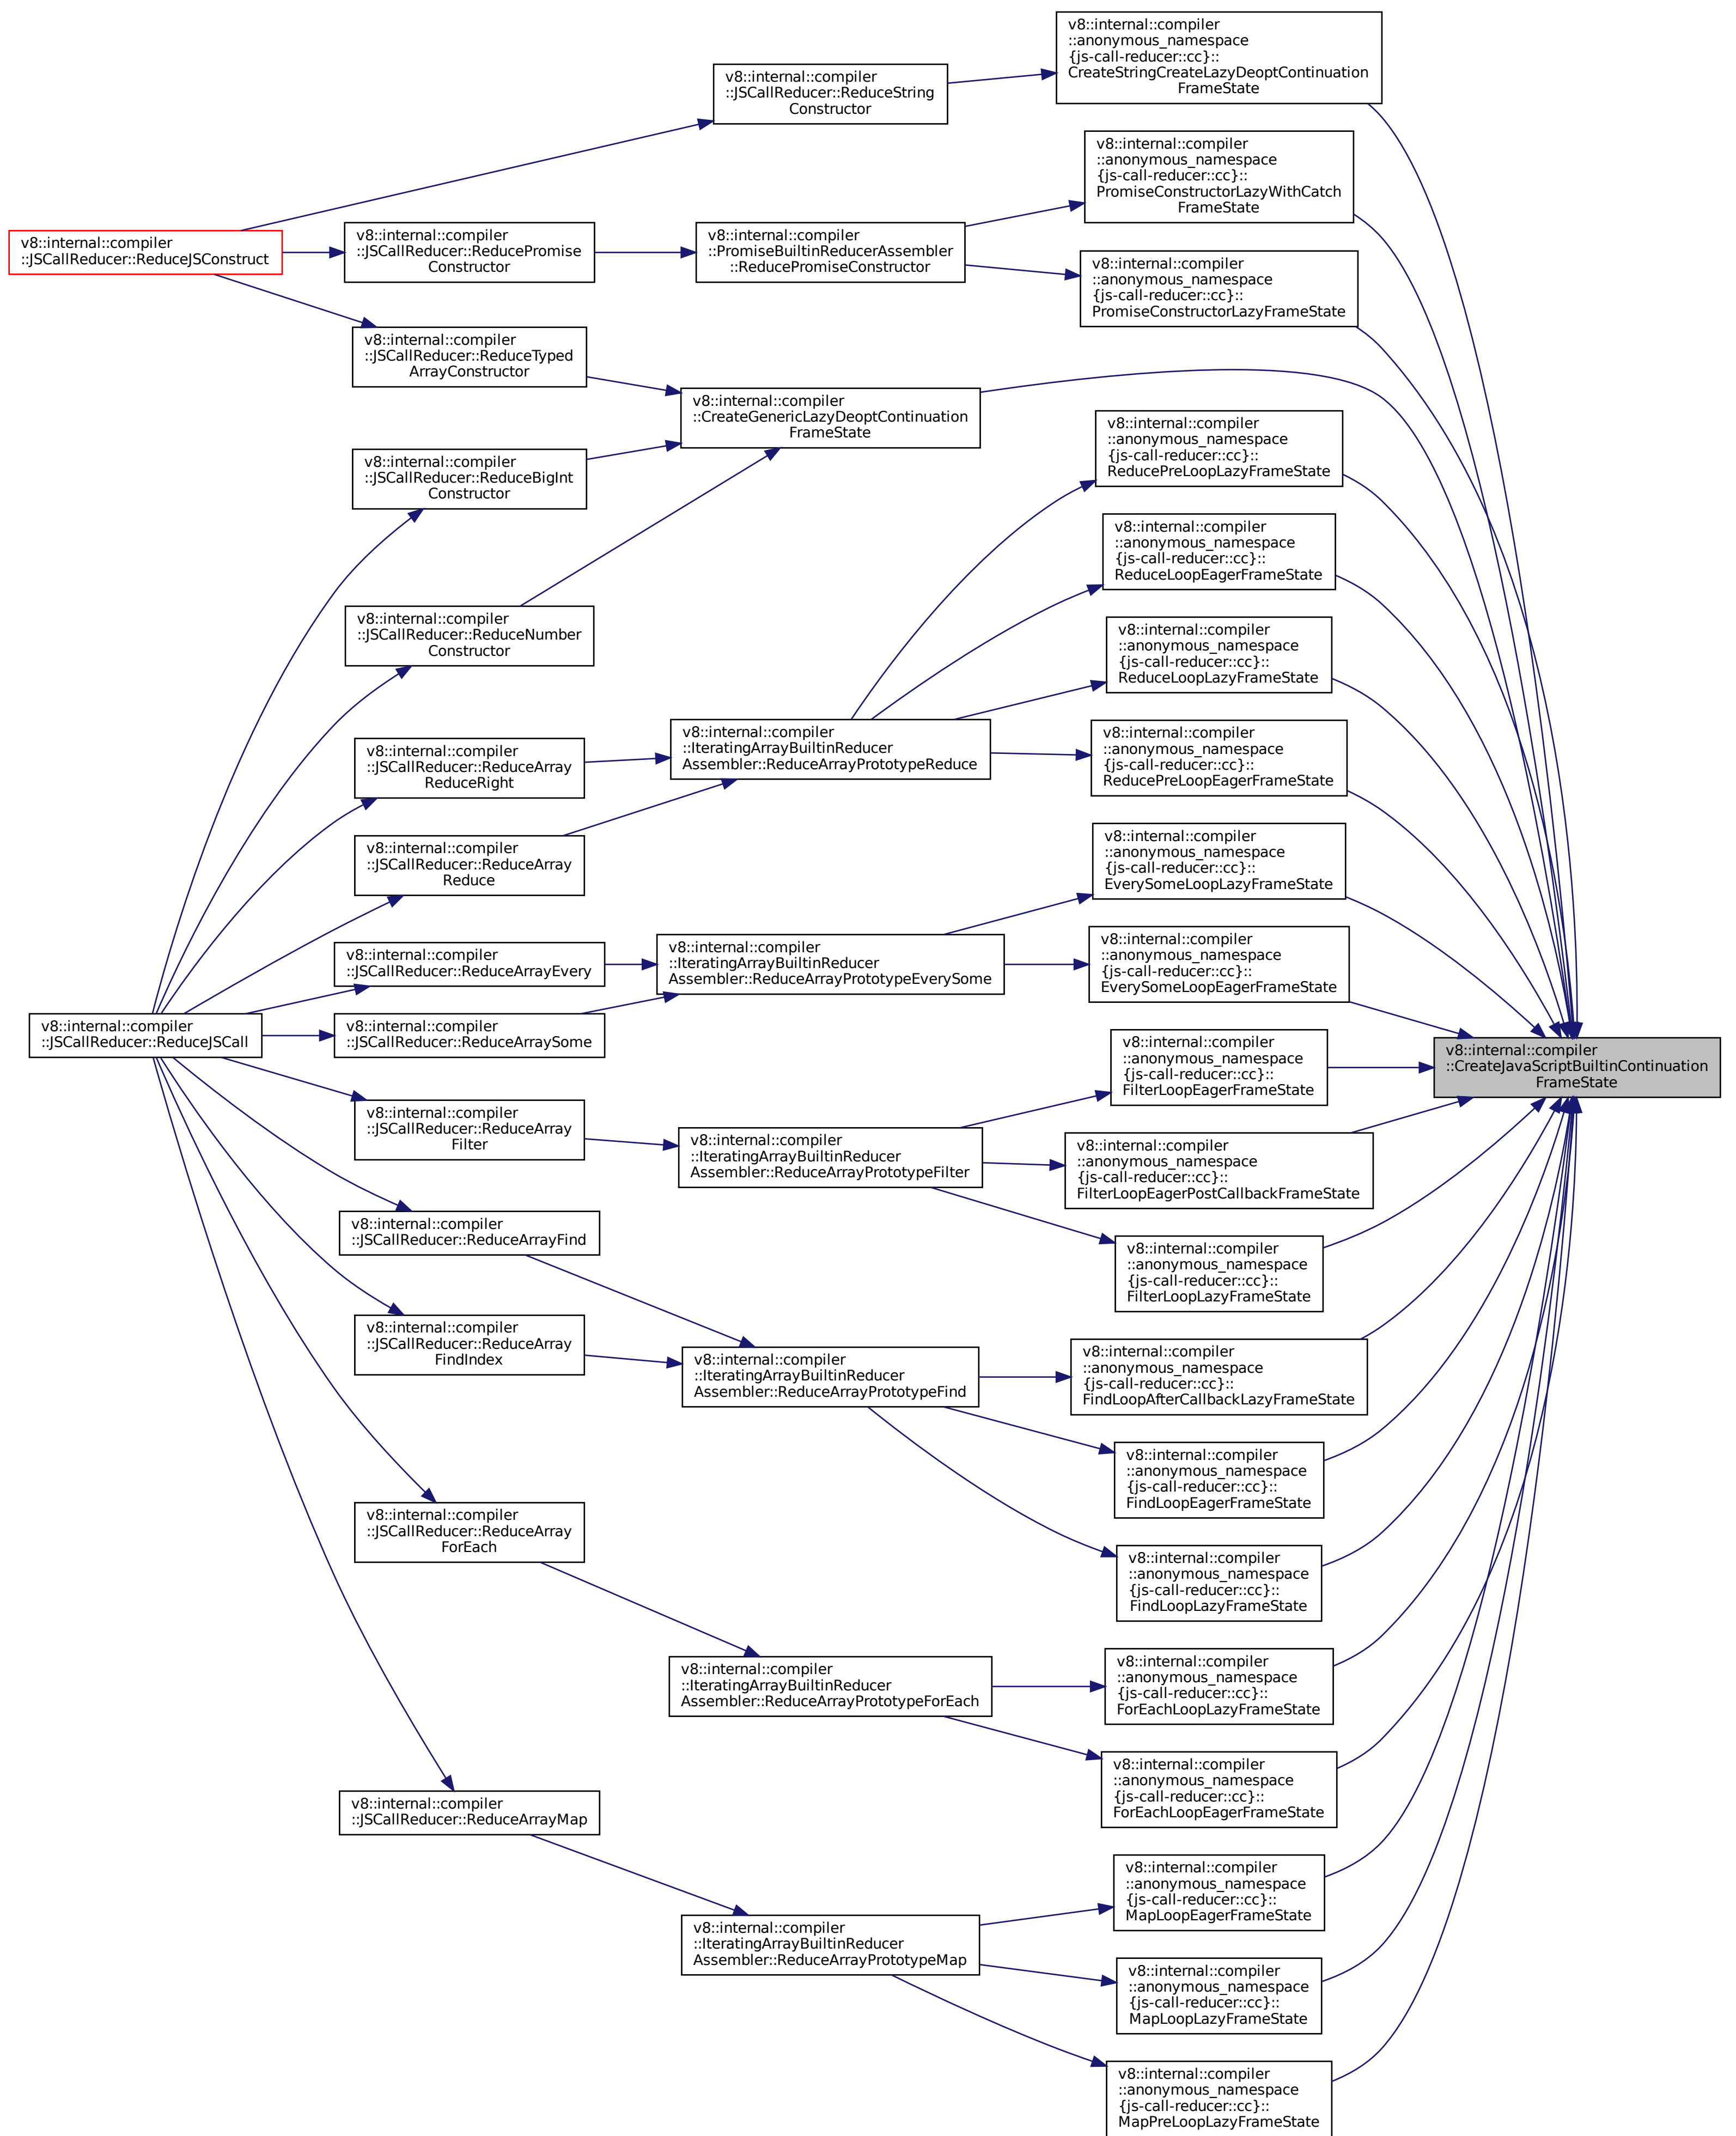 v8::internal::compiler
::anonymous_namespace
{js-call-reducer::cc}::
CreateStringCreateLazyDeoptContinuation
FrameState
v8::internal::compiler
::JSCallReducer::ReduceString
Constructor
v8::internal::compiler
::anonymous_namespace
{js-call-reducer::cc}::
PromiseConstructorLazyWithCatch
FrameState
v8::internal::compiler
::JSCallReducer::ReduceJSConstruct
v8::internal::compiler
::JSCallReducer::ReducePromise
Constructor
v8::internal::compiler
::PromiseBuiltinReducerAssembler
::ReducePromiseConstructor
v8::internal::compiler
::anonymous_namespace
{js-call-reducer::cc}::
PromiseConstructorLazyFrameState
v8::internal::compiler
::JSCallReducer::ReduceTyped
ArrayConstructor
v8::internal::compiler
::CreateGenericLazyDeoptContinuation
FrameState
v8::internal::compiler
::anonymous_namespace
{js-call-reducer::cc}::
ReducePreLoopLazyFrameState
v8::internal::compiler
::JSCallReducer::ReduceBigInt
Constructor
v8::internal::compiler
::anonymous_namespace
{js-call-reducer::cc}::
ReduceLoopEagerFrameState
v8::internal::compiler
::JSCallReducer::ReduceNumber
Constructor
v8::internal::compiler
::anonymous_namespace
{js-call-reducer::cc}::
ReduceLoopLazyFrameState
v8::internal::compiler
::JSCallReducer::ReduceArray
ReduceRight
v8::internal::compiler
::IteratingArrayBuiltinReducer
Assembler::ReduceArrayPrototypeReduce
v8::internal::compiler
::anonymous_namespace
{js-call-reducer::cc}::
ReducePreLoopEagerFrameState
v8::internal::compiler
::JSCallReducer::ReduceArray
Reduce
v8::internal::compiler
::anonymous_namespace
{js-call-reducer::cc}::
EverySomeLoopLazyFrameState
v8::internal::compiler
::JSCallReducer::ReduceArrayEvery
v8::internal::compiler
::IteratingArrayBuiltinReducer
Assembler::ReduceArrayPrototypeEverySome
v8::internal::compiler
::anonymous_namespace
{js-call-reducer::cc}::
EverySomeLoopEagerFrameState
v8::internal::compiler
::JSCallReducer::ReduceJSCall
v8::internal::compiler
::JSCallReducer::ReduceArraySome
v8::internal::compiler
::anonymous_namespace
{js-call-reducer::cc}::
FilterLoopEagerFrameState
v8::internal::compiler
::CreateJavaScriptBuiltinContinuation
FrameState
v8::internal::compiler
::JSCallReducer::ReduceArray
Filter
v8::internal::compiler
::IteratingArrayBuiltinReducer
Assembler::ReduceArrayPrototypeFilter
v8::internal::compiler
::anonymous_namespace
{js-call-reducer::cc}::
FilterLoopEagerPostCallbackFrameState
v8::internal::compiler
::JSCallReducer::ReduceArrayFind
v8::internal::compiler
::anonymous_namespace
{js-call-reducer::cc}::
FilterLoopLazyFrameState
v8::internal::compiler
::JSCallReducer::ReduceArray
FindIndex
v8::internal::compiler
::IteratingArrayBuiltinReducer
Assembler::ReduceArrayPrototypeFind
v8::internal::compiler
::anonymous_namespace
{js-call-reducer::cc}::
FindLoopAfterCallbackLazyFrameState
v8::internal::compiler
::anonymous_namespace
{js-call-reducer::cc}::
FindLoopEagerFrameState
v8::internal::compiler
::JSCallReducer::ReduceArray
ForEach
v8::internal::compiler
::anonymous_namespace
{js-call-reducer::cc}::
FindLoopLazyFrameState
v8::internal::compiler
::IteratingArrayBuiltinReducer
Assembler::ReduceArrayPrototypeForEach
v8::internal::compiler
::anonymous_namespace
{js-call-reducer::cc}::
ForEachLoopLazyFrameState
v8::internal::compiler
::anonymous_namespace
{js-call-reducer::cc}::
ForEachLoopEagerFrameState
v8::internal::compiler
::JSCallReducer::ReduceArrayMap
v8::internal::compiler
::anonymous_namespace
{js-call-reducer::cc}::
MapLoopEagerFrameState
v8::internal::compiler
::IteratingArrayBuiltinReducer
Assembler::ReduceArrayPrototypeMap
v8::internal::compiler
::anonymous_namespace
{js-call-reducer::cc}::
MapLoopLazyFrameState
v8::internal::compiler
::anonymous_namespace
{js-call-reducer::cc}::
MapPreLoopLazyFrameState